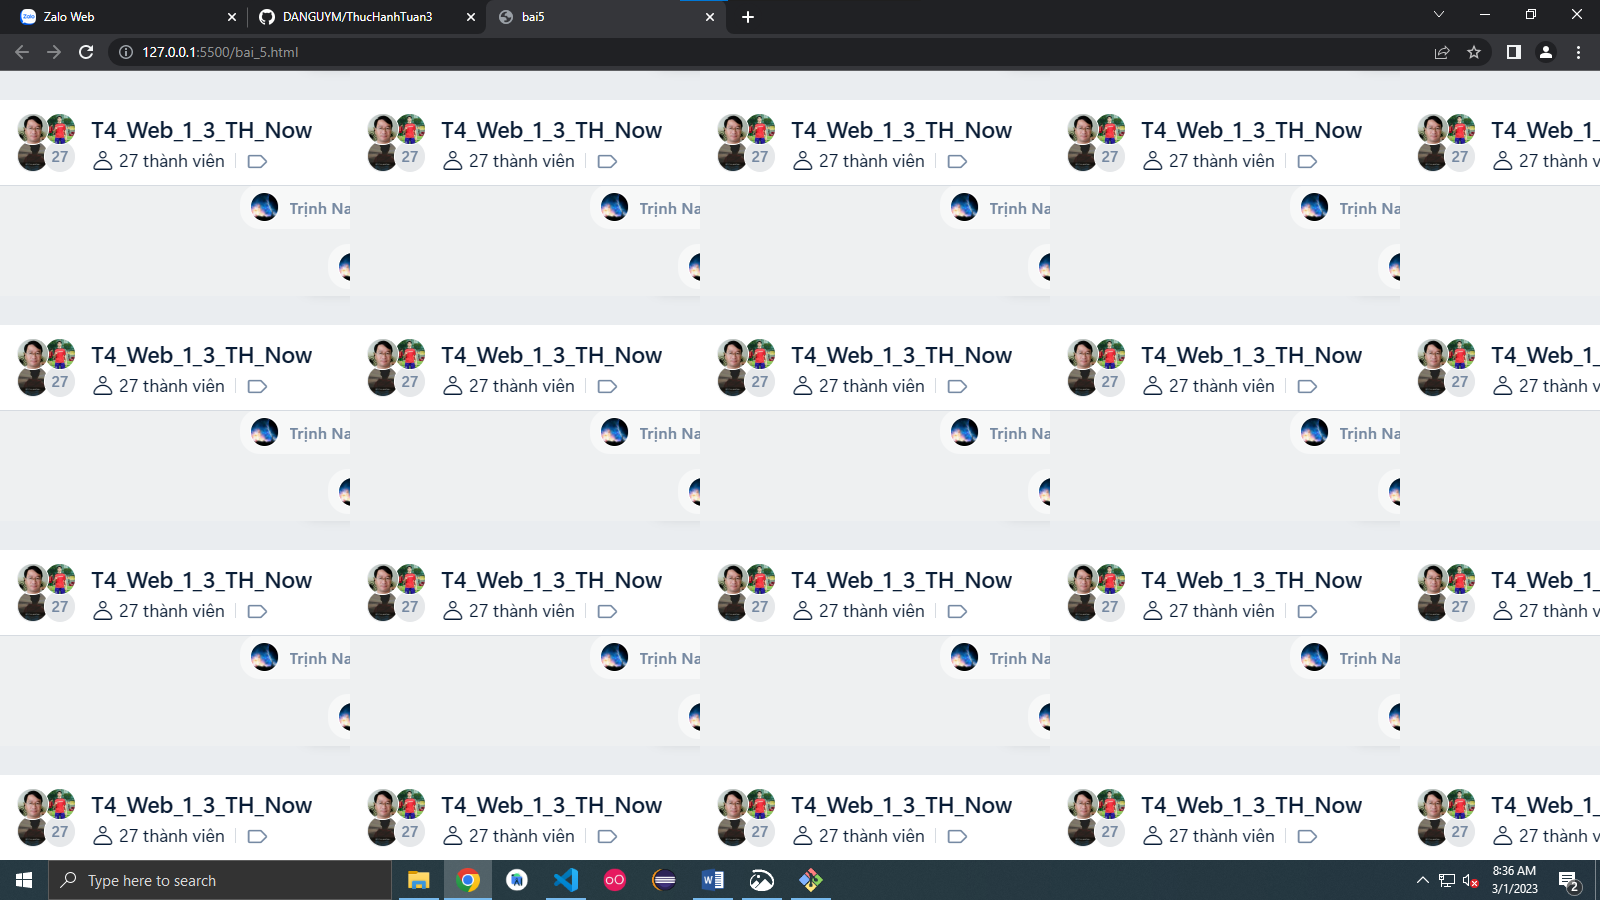 Zalo Web
DANGUYM/ThucHanhTuan3
bai5
127.0.0.1:5500/bai_5.html
T4_Web_1_3_TH_Now T4_Web_1_3_TH_Now T4_Web_1_3_TH_Now T4_Web_1_3_TH_Now T4_Web_1_
27 27 thành viên 27 27 thành viên 27 27 thành viên 27 27 thành viên 27 27 thành v
Trịnh Na Trịnh Na Trịnh Na Trịnh Na
T4_Web_1_3_TH_Now T4_Web_1_3_TH_Now T4_Web_1_3_TH_Now T4_Web_1_3_TH_Now T4_Web_1_
27 27 thành viên 27 27 thành viên 27 27 thành viên 27 27 thành viên 27 27 thành v
Trịnh Na Trịnh Na Trịnh Na Trịnh Na
T4_Web_1_3_TH_Now T4_Web_1_3_TH_Now T4_Web_1_3_TH_Now T4_Web_1_3_TH_Now T4_Web_1_
27 27 thành viên 27 27 thành viên 27 27 thành viên 27 27 thành viên 27 27 thành v
Trịnh Na Trịnh Na Trịnh Na Trịnh Na
T4_Web_1_3_TH_Now T4_Web_1_3_TH_Now T4_Web_1_3_TH_Now T4_Web_1_3_TH_Now T4_Web_1_
27 27 thành viên 27 27 thành viên 27 27 thành viên 27 27 thành viên 27 27 thành v
Type here to search
8:36 AM
3/1/2023
2